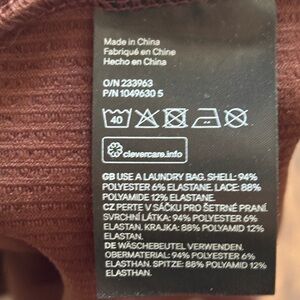 Made in China
Fabriqué en Chine
Hecho en China
O/N 233963
P/N 1049630 5
40
clevercare.info
GB USE A LAUNDRY BAG. SHELL: 94%
POLYESTER 6% ELASTANE. LACE: 88%
POLYAMIDE 12% ELASTANE.
CZ PERTE V SÁČKU PRO ŠETRNÉ PRANÍ.
SVRCHNÍ LÁTKA: 94% POLYESTER 6%
ELASTAN. KRAJKA: 88% POLYAMID 12%
ELASTAN.
DE WÄSCHEBEUTEL VERWENDEN.
OBERMATERIAL: 94% POLYESTER 6%
ELASTHAN. SPITZE: 88% POLYAMID 12%
ELASTHAN.